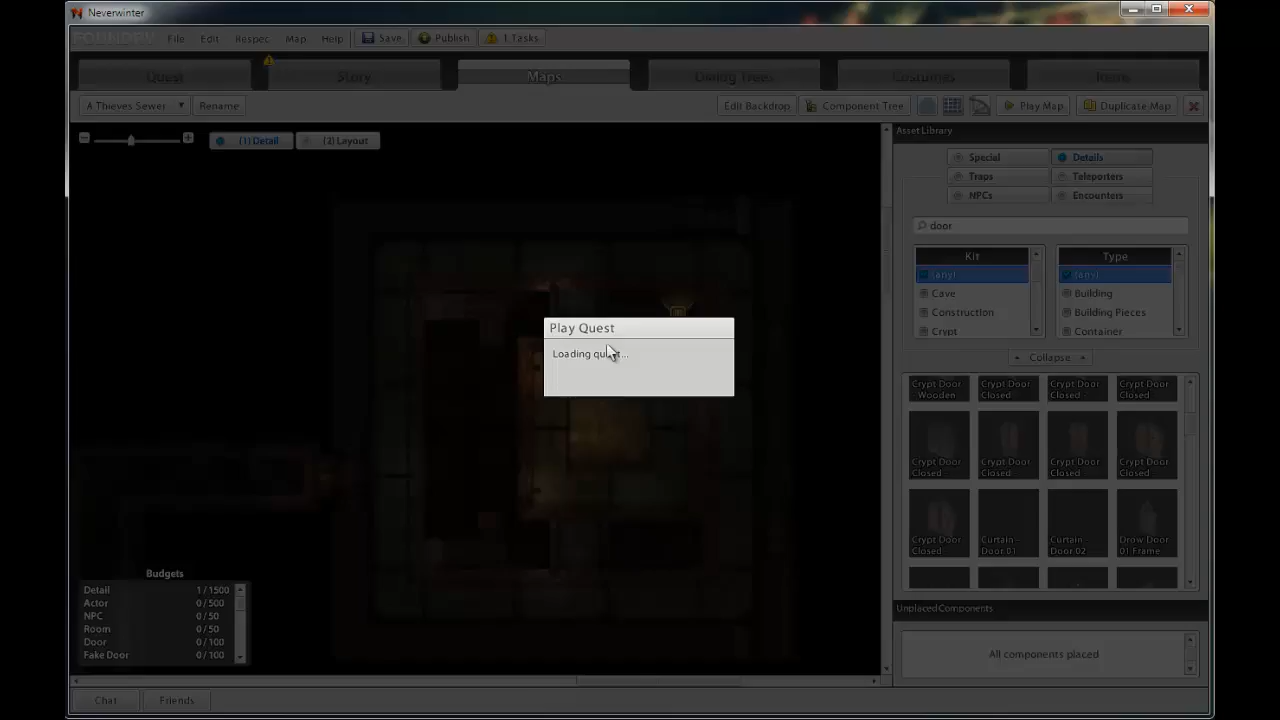 Neverwinter
FOUNDRY File Edit Respec Map Help Save Publish 1 Tasks
Quest Story Maps Dialog Trees Costumes Items
A Thieves Sewer Rename Edit Backdrop Component Tree Play Map Duplicate Map
(1) Detail (2) Layout
Asset Library
Special Details
Traps Teleporters
NPCs Encounters
door
Kit Type
(any) (any)
Cave Building
Construction Building Pieces
Crypt Container
Collapse
Crypt Door Wooden
Crypt Door Closed
Crypt Door Closed
Crypt Door Closed
Crypt Door Closed
Crypt Door Closed
Crypt Door Closed
Crypt Door Closed
Crypt Door Closed
Curtain - Door 01
Curtain - Door 02
Drow Door 01 Frame
Play Quest
Loading
Budgets
Detail 1/1500
Actor 0/500
NPC 0/50
Room 0/50
Door 0/100
Fake Door 0/100
Unplaced Components
All components placed
Chat Friends